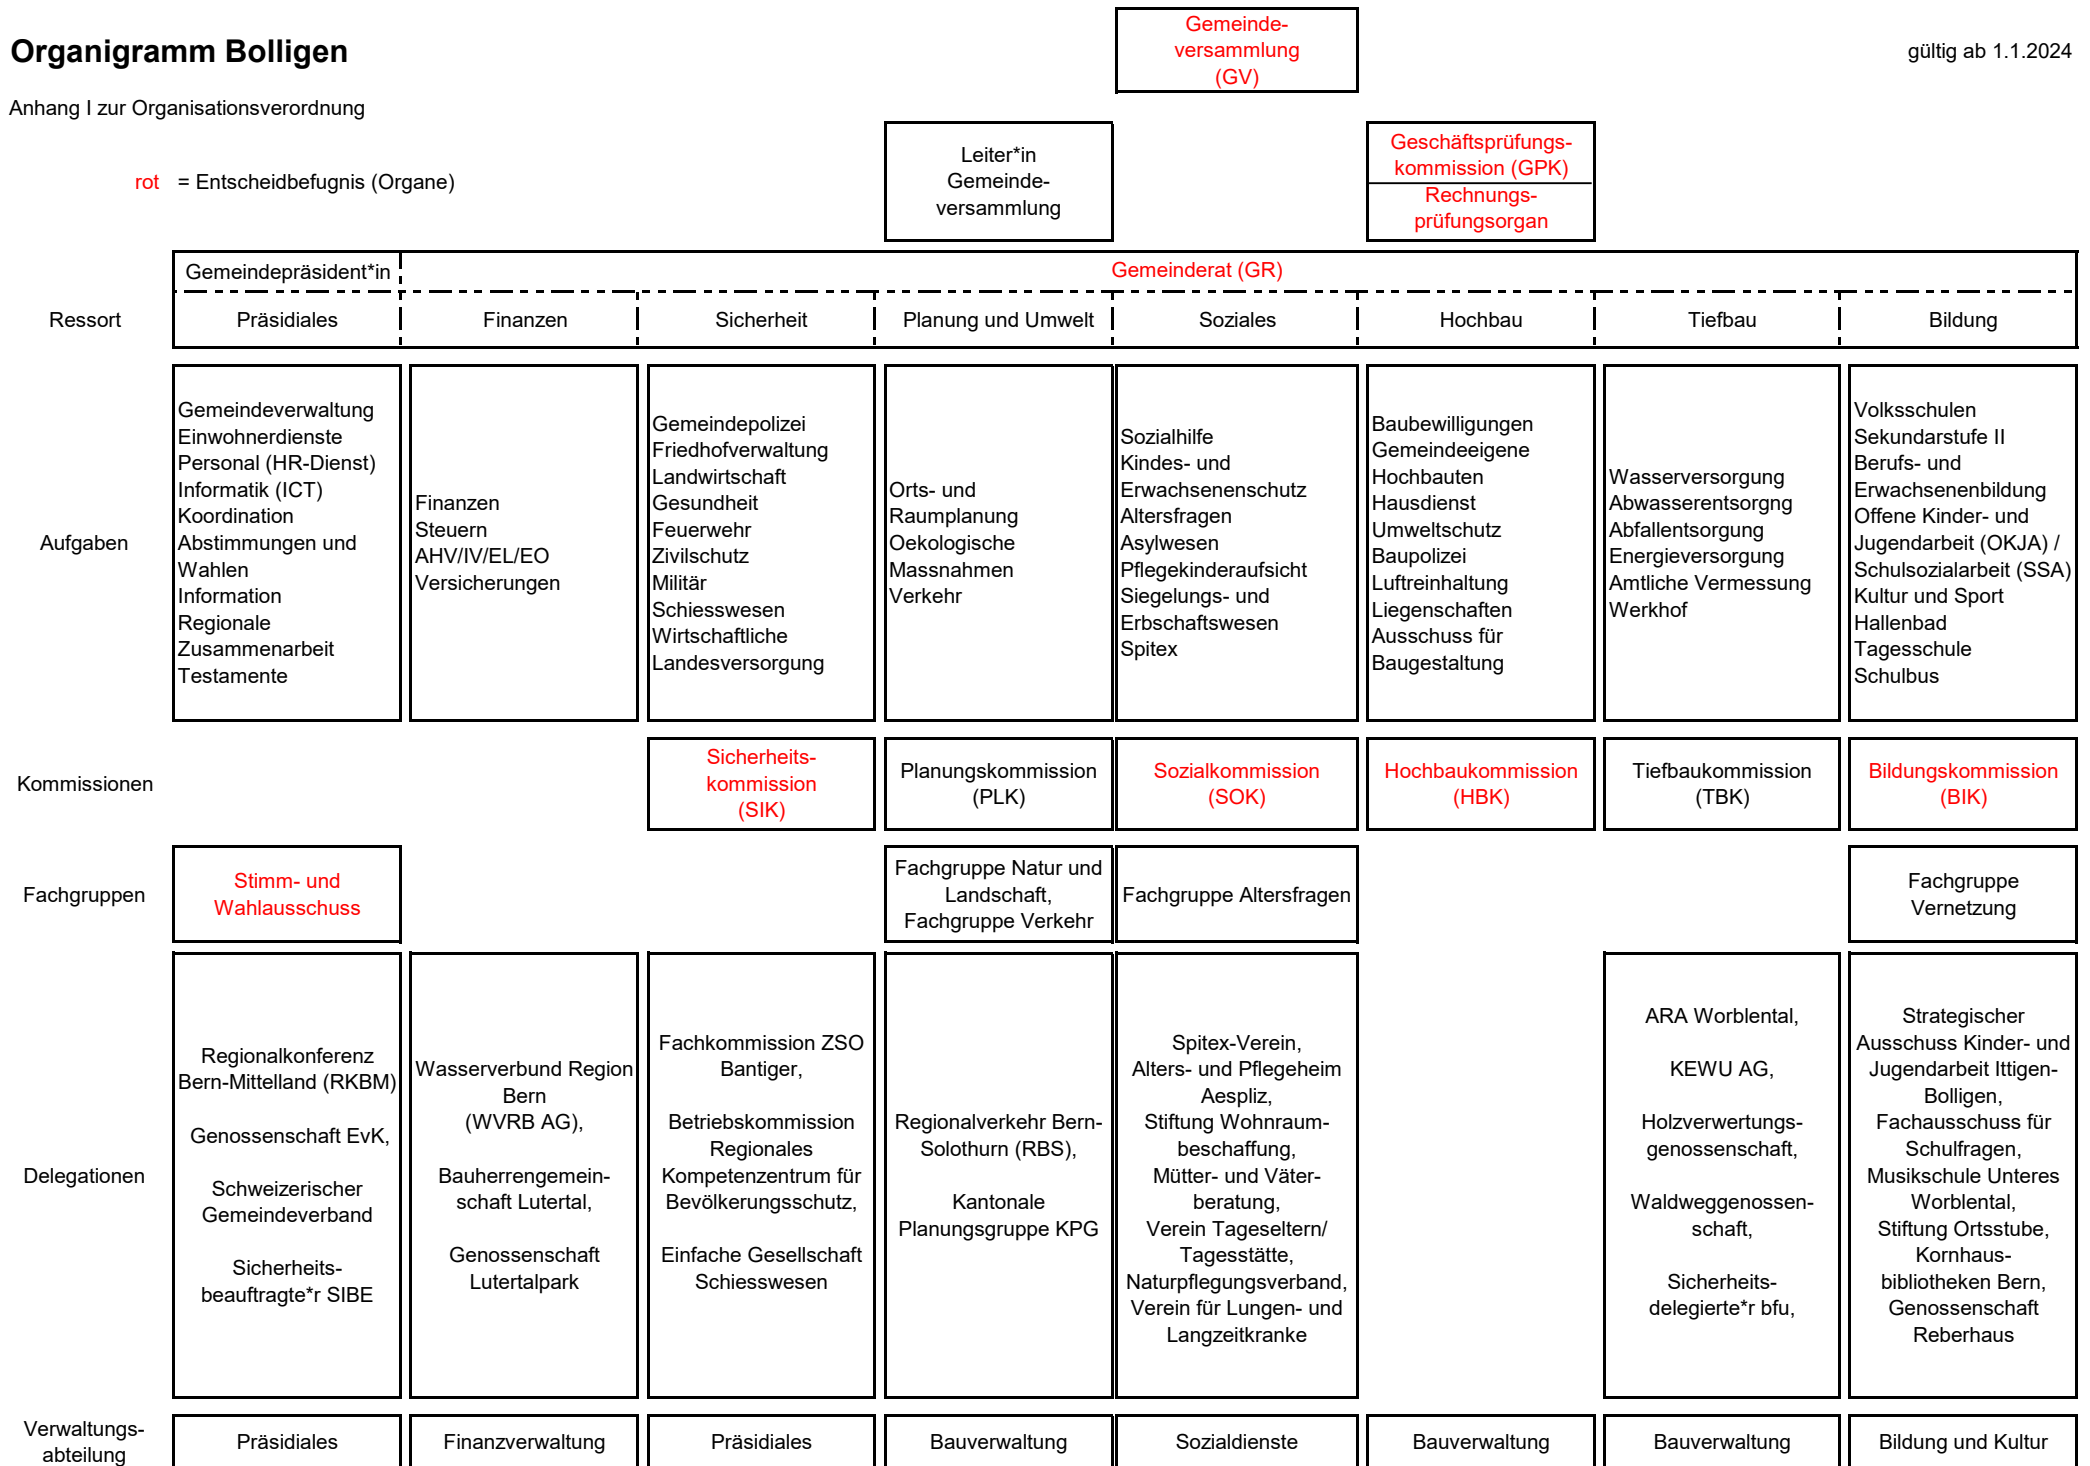 Gemeinde-
versammlung
(GV)
Organigramm Bolligen
gültig ab 1.1.2024
Anhang I zur Organisationsverordnung
rot = Entscheidbefugnis (Organe)
Leiter*in
Gemeinde-
versammlung
Geschäftsprüfungs-
kommission (GPK)
Rechnungs-
prüfungsorgan
Gemeindepräsident*in
Gemeinderat (GR)
Ressort
Präsidiales
Finanzen
Sicherheit
Planung und Umwelt
Soziales
Hochbau
Tiefbau
Bildung
Aufgaben
Gemeindeverwaltung
Einwohnerdienste
Personal (HR-Dienst)
Informatik (ICT)
Koordination
Abstimmungen und
Wahlen
Information
Regionale
Zusammenarbeit
Testamente
Finanzen
Steuern
AHV/IV/EL/EO
Versicherungen
Gemeindepolizei
Friedhofverwaltung
Landwirtschaft
Gesundheit
Feuerwehr
Zivilschutz
Militär
Schiesswesen
Wirtschaftliche
Landesversorgung
Orts- und
Raumplanung
Oekologische
Massnahmen
Verkehr
Sozialhilfe
Kindes- und
Erwachsenenschutz
Altersfragen
Asylwesen
Pflegekinderaufsicht
Siegelungs- und
Erbschaftswesen
Spitex
Baubewilligungen
Gemeindeeigene
Hochbauten
Hausdienst
Umweltschutz
Baupolizei
Luftreinhaltung
Liegenschaften
Ausschuss für
Baugestaltung
Wasserversorgung
Abwasserentsorgng
Abfallentsorgung
Energieversorgung
Amtliche Vermessung
Werkhof
Volksschulen
Sekundarstufe II
Berufs- und
Erwachsenenbildung
Offene Kinder- und
Jugendarbeit (OKJA) /
Schulsozialarbeit (SSA)
Kultur und Sport
Hallenbad
Tagesschule
Schulbus
Kommissionen
Sicherheits-
kommission
(SIK)
Planungskommission
(PLK)
Sozialkommission
(SOK)
Hochbaukommission
(HBK)
Tiefbaukommission
(TBK)
Bildungskommission
(BIK)
Fachgruppen
Stimm- und
Wahlausschuss
Fachgruppe Natur und
Landschaft,
Fachgruppe Verkehr
Fachgruppe Altersfragen
Fachgruppe
Vernetzung
Delegationen
Regionalkonferenz
Bern-Mittelland (RKBM)
Genossenschaft EvK,
Schweizerischer
Gemeindeverband
Sicherheits-
beauftragte*r SIBE
Wasserverbund Region
Bern
(WVRB AG),
Bauherrengemein-
schaft Lutertal,
Genossenschaft
Lutertalpark
Fachkommission ZSO
Bantiger,
Betriebskommission
Regionales
Kompetenzentrum für
Bevölkerungsschutz,
Einfache Gesellschaft
Schiesswesen
Regionalverkehr Bern-
Solothurn (RBS),
Kantonale
Planungsgruppe KPG
Spitex-Verein,
Alters- und Pflegeheim
Aespliz,
Stiftung Wohnraum-
beschaffung,
Mütter- und Väter-
beratung,
Verein Tageseltern/
Tagesstätte,
Naturpflegungsverband,
Verein für Lungen- und
Langzeitkranke
ARA Worblental,
KEWU AG,
Holzverwertungs-
genossenschaft,
Waldweggenossen-
schaft,
Sicherheits-
delegierte*r bfu,
Strategischer
Ausschuss Kinder- und
Jugendarbeit Ittigen-
Bolligen,
Fachausschuss für
Schulfragen,
Musikschule Unteres
Worblental,
Stiftung Ortsstube,
Kornhaus-
bibliotheken Bern,
Genossenschaft
Reberhaus
Verwaltungs-
abteilung
Präsidiales
Finanzverwaltung
Präsidiales
Bauverwaltung
Sozialdienste
Bauverwaltung
Bauverwaltung
Bildung und Kultur